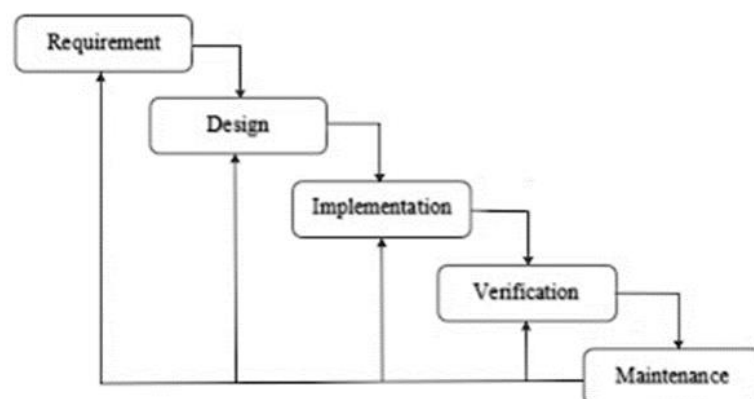 Requirement
Design
Implementation
Verification
Maintenance